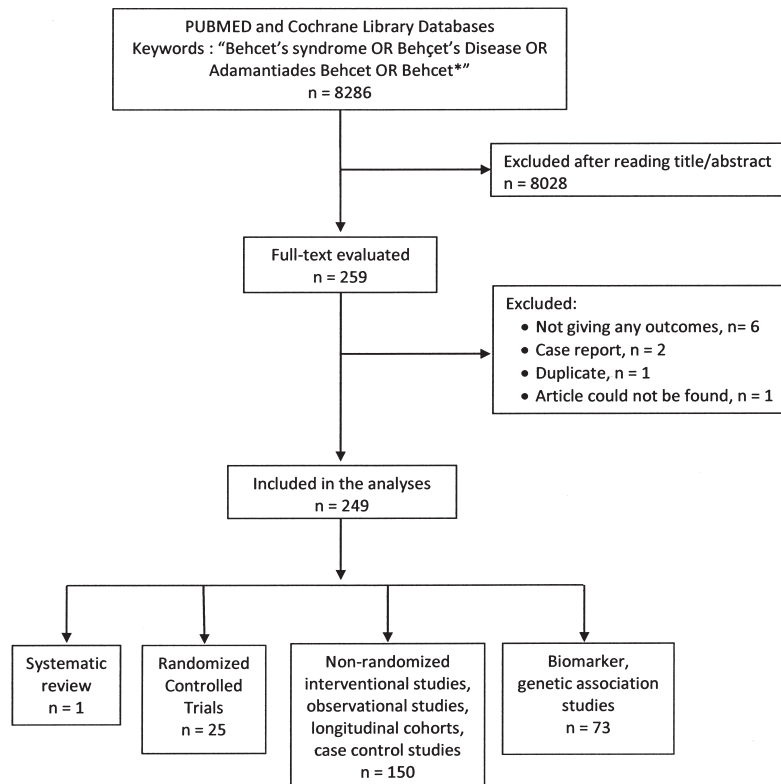 PUBMED and Cochrane Library Databases
Keywords : “Behcet’s syndrome OR Behçet’s Disease OR
Adamantiades Behcet OR Behcet*”
n = 8286
Excluded after reading title/abstract
n = 8028
Full-text evaluated
n = 259
Excluded:
• Not giving any outcomes, n= 6
• Case report, n = 2
• Duplicate, n = 1
• Article could not be found, n = 1
Included in the analyses
n = 249
Systematic
review
n = 1
Randomized
Controlled
Trials
n = 25
Non-randomized
interventional studies,
observational studies,
longitudinal cohorts,
case control studies
n = 150
Biomarker,
genetic association
studies
n = 73